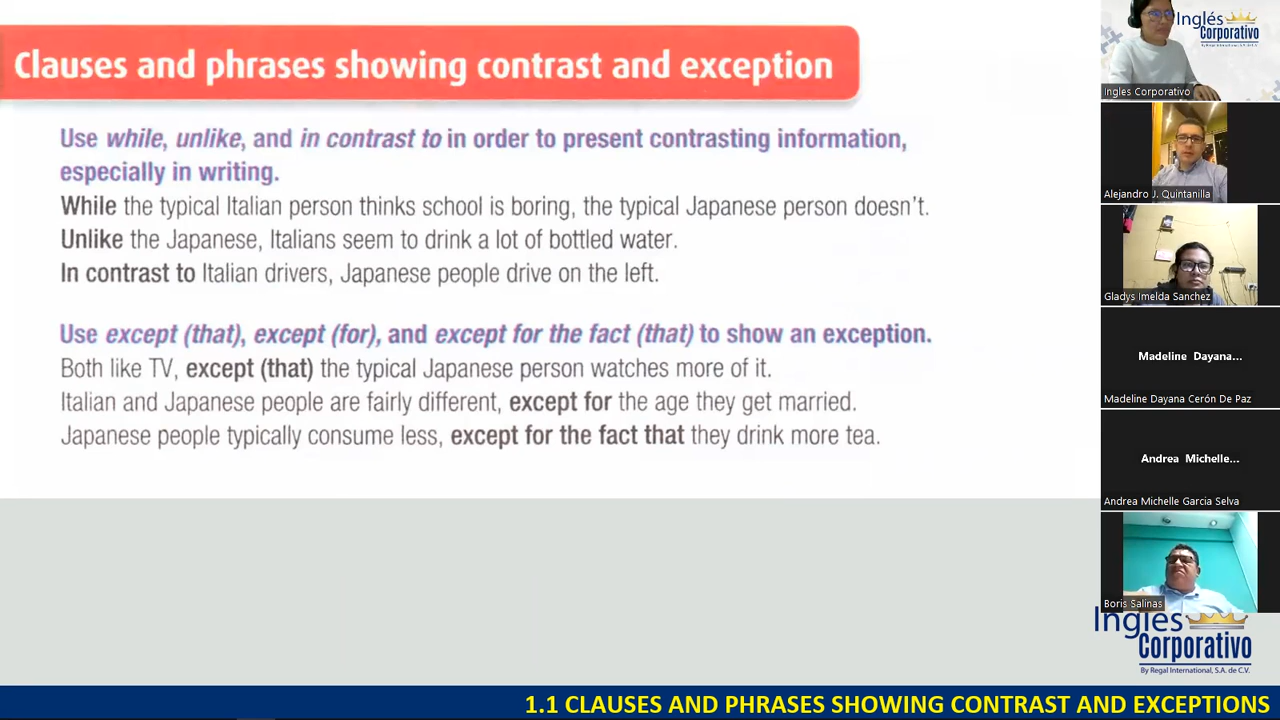 Clauses and phrases showing contrast and exception
Use while, unlike, and in contrast to in order to present contrasting information,
especially in writing.
While the typical Italian person thinks school is boring, the typical Japanese person doesn't.
Unlike the Japanese, Italians seem to drink a lot of bottled water.
In contrast to Italian drivers, Japanese people drive on the left.
Use except (that), except (for), and except for the fact (that) to show an exception.
Both like TV, except (that) the typical Japanese person watches more of it.
Italian and Japanese people are fairly different, except for the age they get married.
Japanese people typically consume less, except for the fact that they drink more tea.
Inglés
Corporativo
By Regal International, S.A. de C.V.
Ingles Corporativo
Alejandro J. Quintanilla
Gladys Imelda Sanchez
Madeline Dayana...
Madeline Dayana Cerón De Paz
Andrea Michelle...
Andrea Michelle Garcia Selva
Boris Salinas
Inglés
Corporativo
By Regal International, S.A. de C.V.
1.1 CLAUSES AND PHRASES SHOWING CONTRAST AND EXCEPTIONS